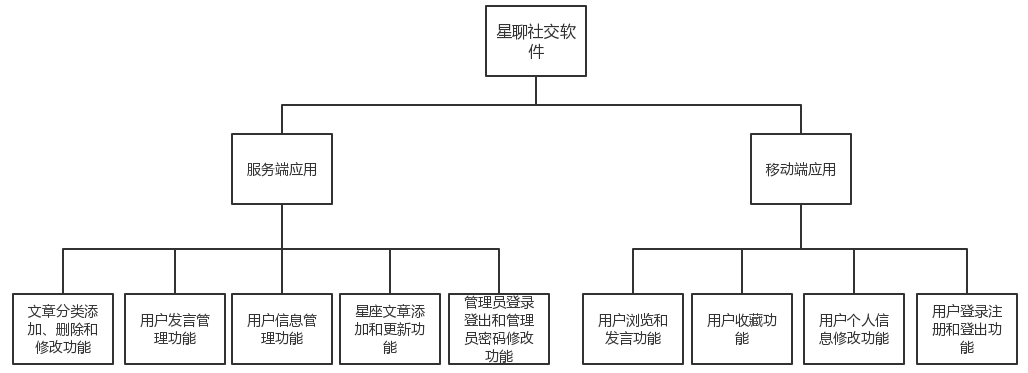 星聊社交软
件
服务端应用
移动端应用
文章分类添
加、删除和
修改功能
用户发言管
理功能
用户信息管
理功能
星座文章添
加和更新功
能
管理员登录
登出和管理
员密码修改
功能
用户浏览和
发言功能
用户收藏功
能
用户个人信
息修改功能
用户登录注
册和登出功
能